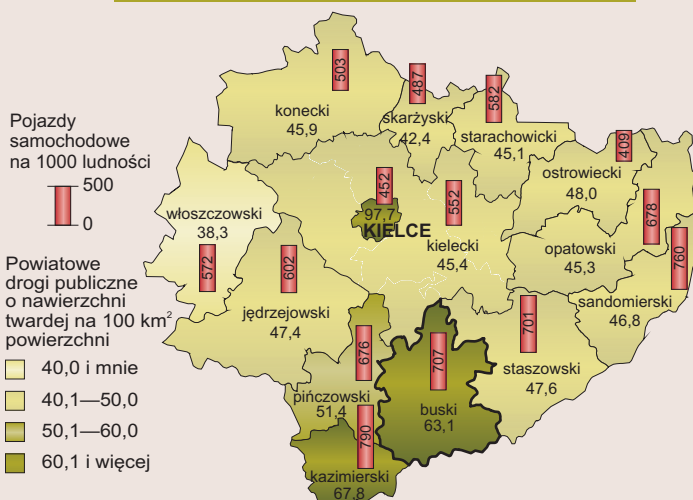 Pojazdy
samochodowe
na 1000 ludności
500
0
Powiatowe
drogi publiczne
o nawierzchni
twardej na 100 km²
powierzchni
40,0 i mnie
40,1—50,0
50,1—60,0
60,1 i więcej
503
konecki
45,9
487
skarżyski
42,4
582
starachowicki
45,1
409
ostrowiecki
48,0
włoszczowski
38,3
572
452
97,7
KIELCE
552
kielecki
45,4
678
opatowski
45,3
760
sandomierski
46,8
602
jędrzejowski
47,4
701
staszowski
47,6
676
pińczowski
51,4
707
buski
63,1
790
kazimierski
67,8